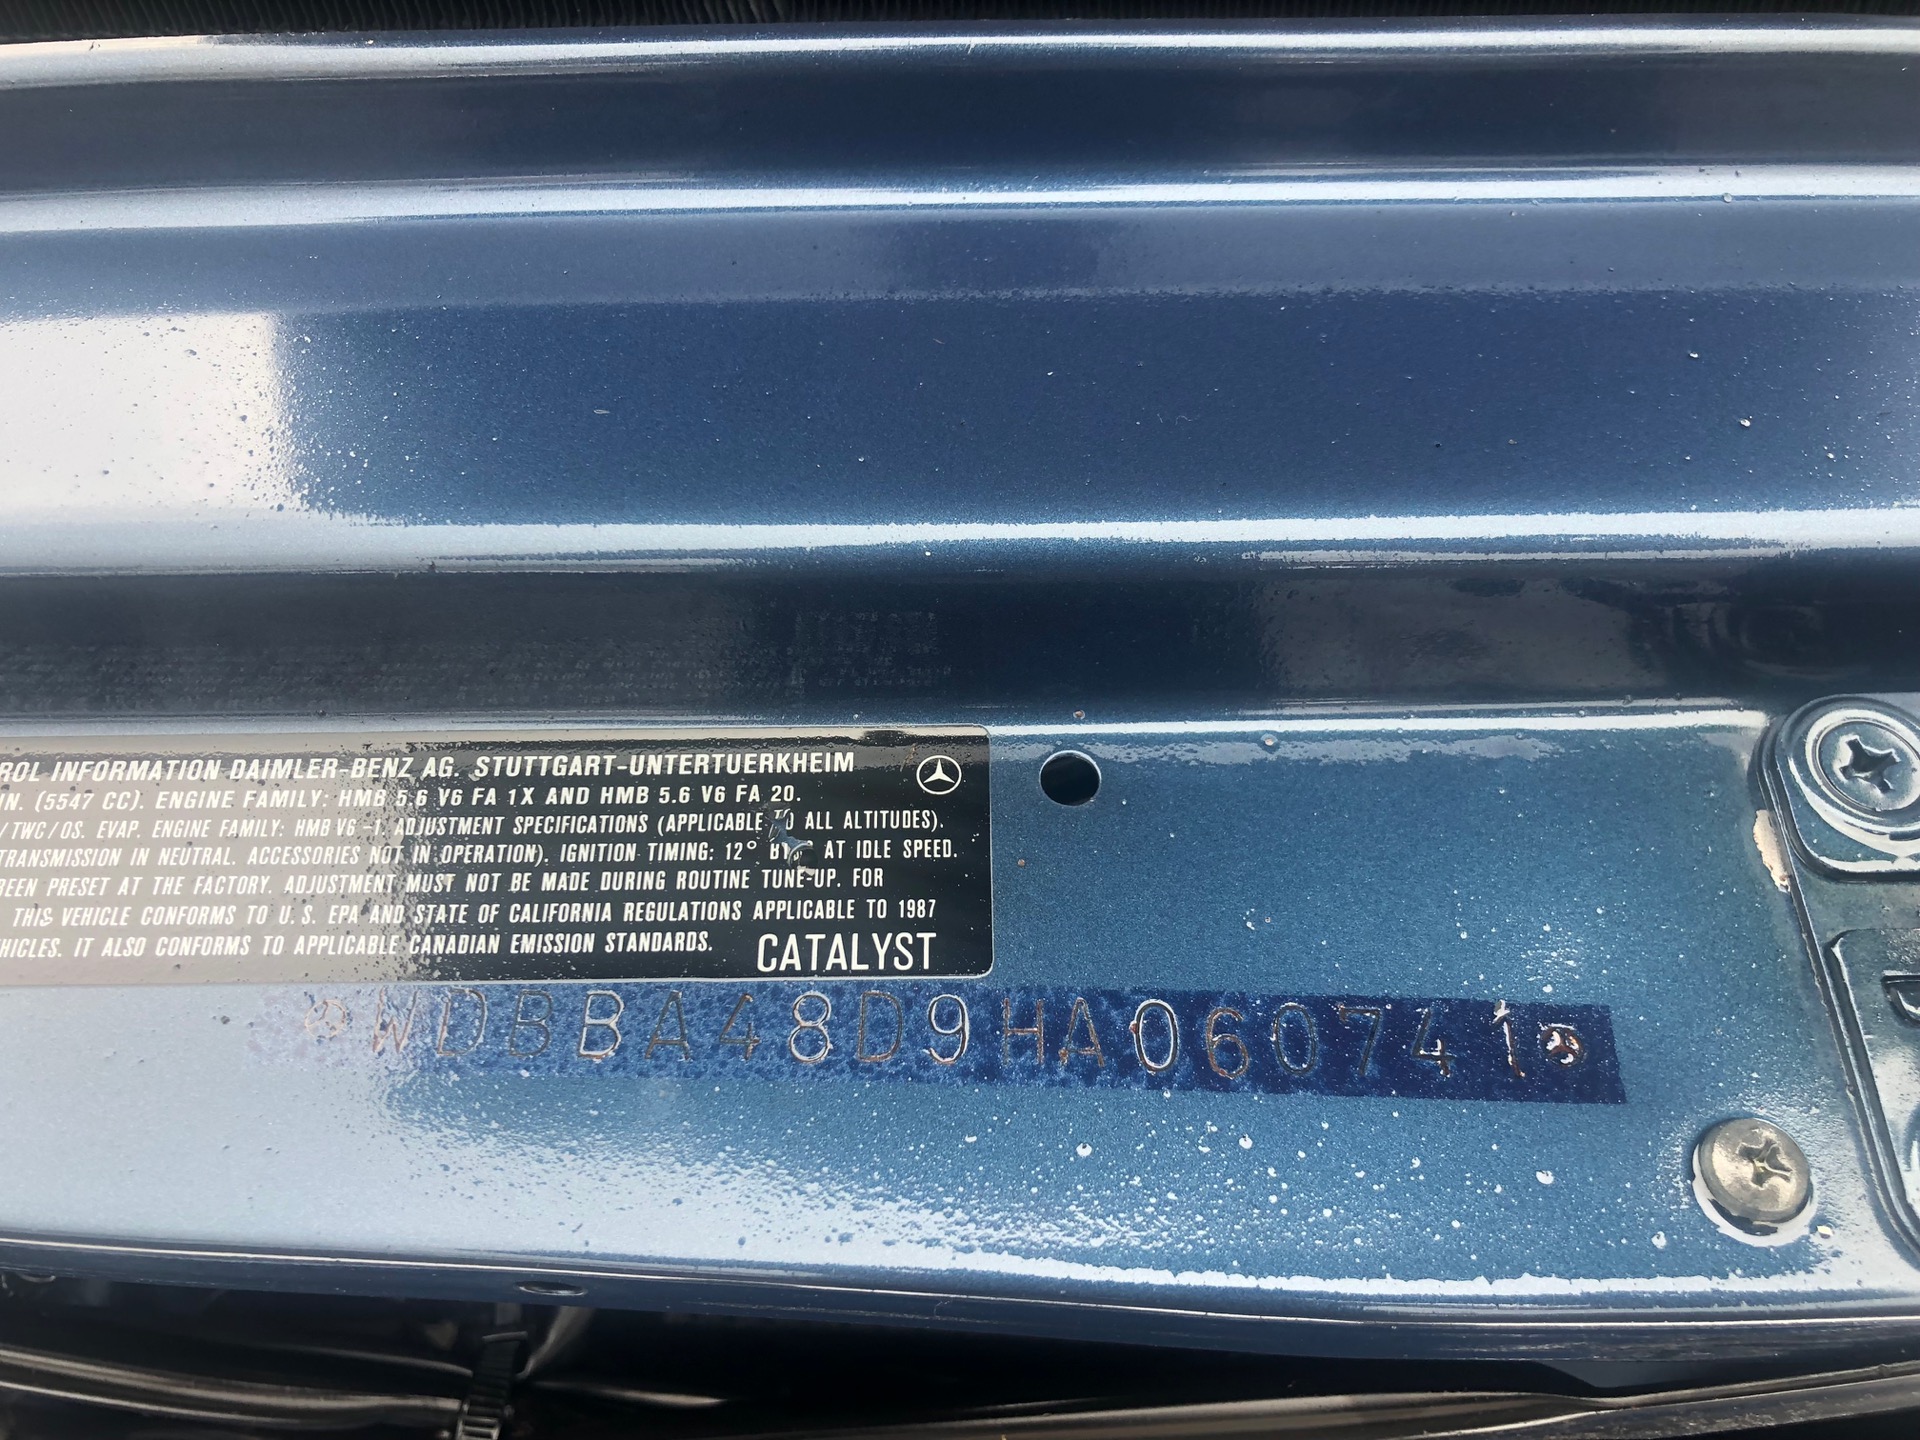 ROL INFORMATION DAIMLER-BENZ AG. STUTTGART-UNTERTUERKHEIM
IN. (5547 CC). ENGINE FAMILY: HMB 5.6 V6 FA 1X AND HMB 5.6 V6 FA 20.
/TWC/OS. EVAP. ENGINE FAMILY: HMB V6 -1. ADJUSTMENT SPECIFICATIONS (APPLICABLE TO ALL ALTITUDES).
TRANSMISSION IN NEUTRAL. ACCESSORIES NOT IN OPERATION). IGNITION TIMING: 12° AT IDLE SPEED.
REEN PRESET AT THE FACTORY. ADJUSTMENT MUST NOT BE MADE DURING ROUTINE TUNE-UP. FOR
THIS VEHICLE CONFORMS TO U.S. EPA AND STATE OF CALIFORNIA REGULATIONS APPLICABLE TO 1987
HICLES. IT ALSO CONFORMS TO APPLICABLE CANADIAN EMISSION STANDARDS.
CATALYST
WDBBA48D9HA060741